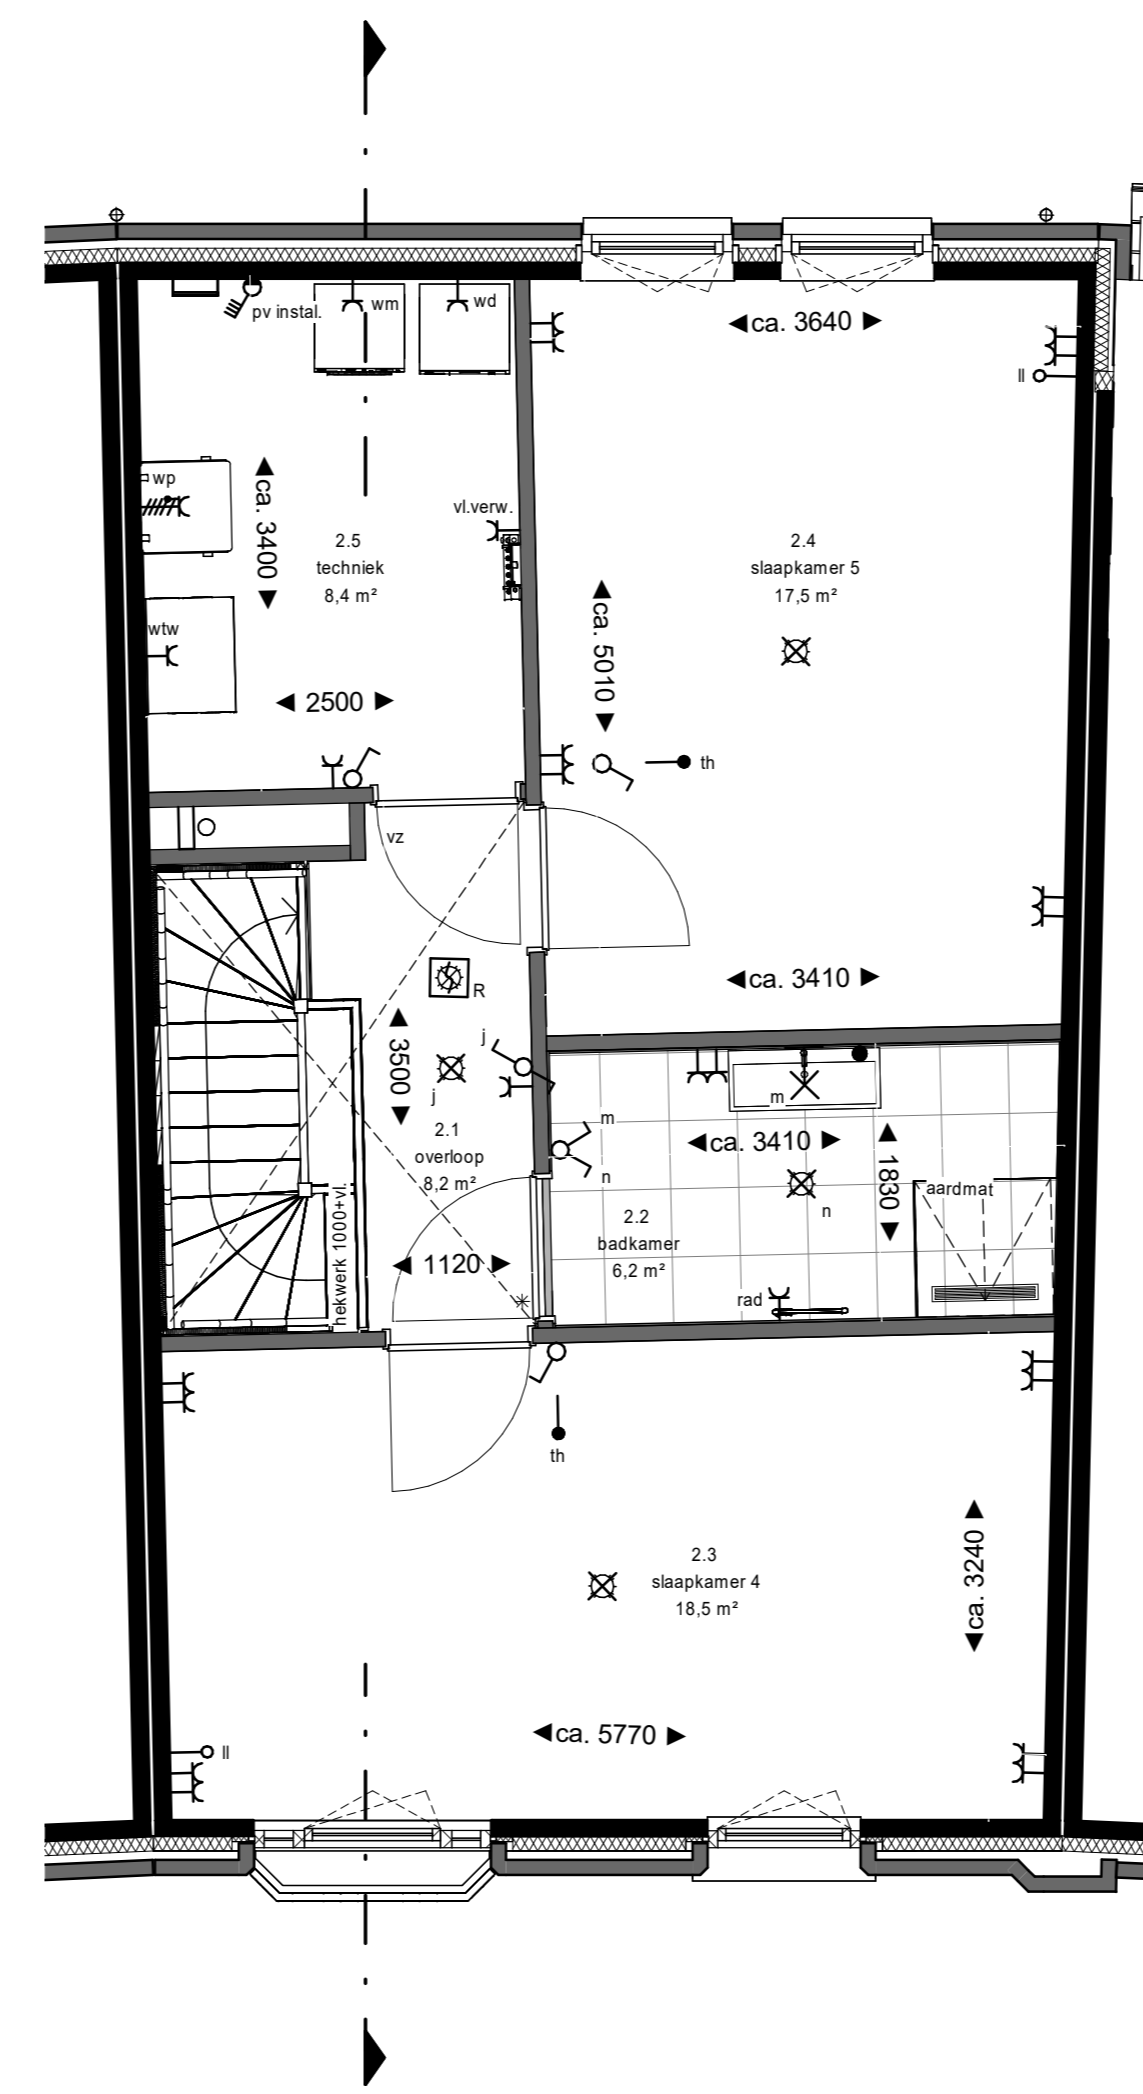 pv instal.
wm
wd
ca. 3640
ll
wp
ca. 3400
vl.verw.
2.5
techniek
8,4 m²
2.4
slaapkamer 5
17,5 m²
wtw
ca. 5010
2500
th
vz
R
ca. 3410
j
3500
j
2.1
overloop
8,2 m²
m
m
n
ca. 3410
1830
aardmat
n
2.2
badkamer
6,2 m²
hekwerk 1000+vl.
1120
rad
th
2.3
slaapkamer 4
18,5 m²
ca. 3240
ca. 5770
ll